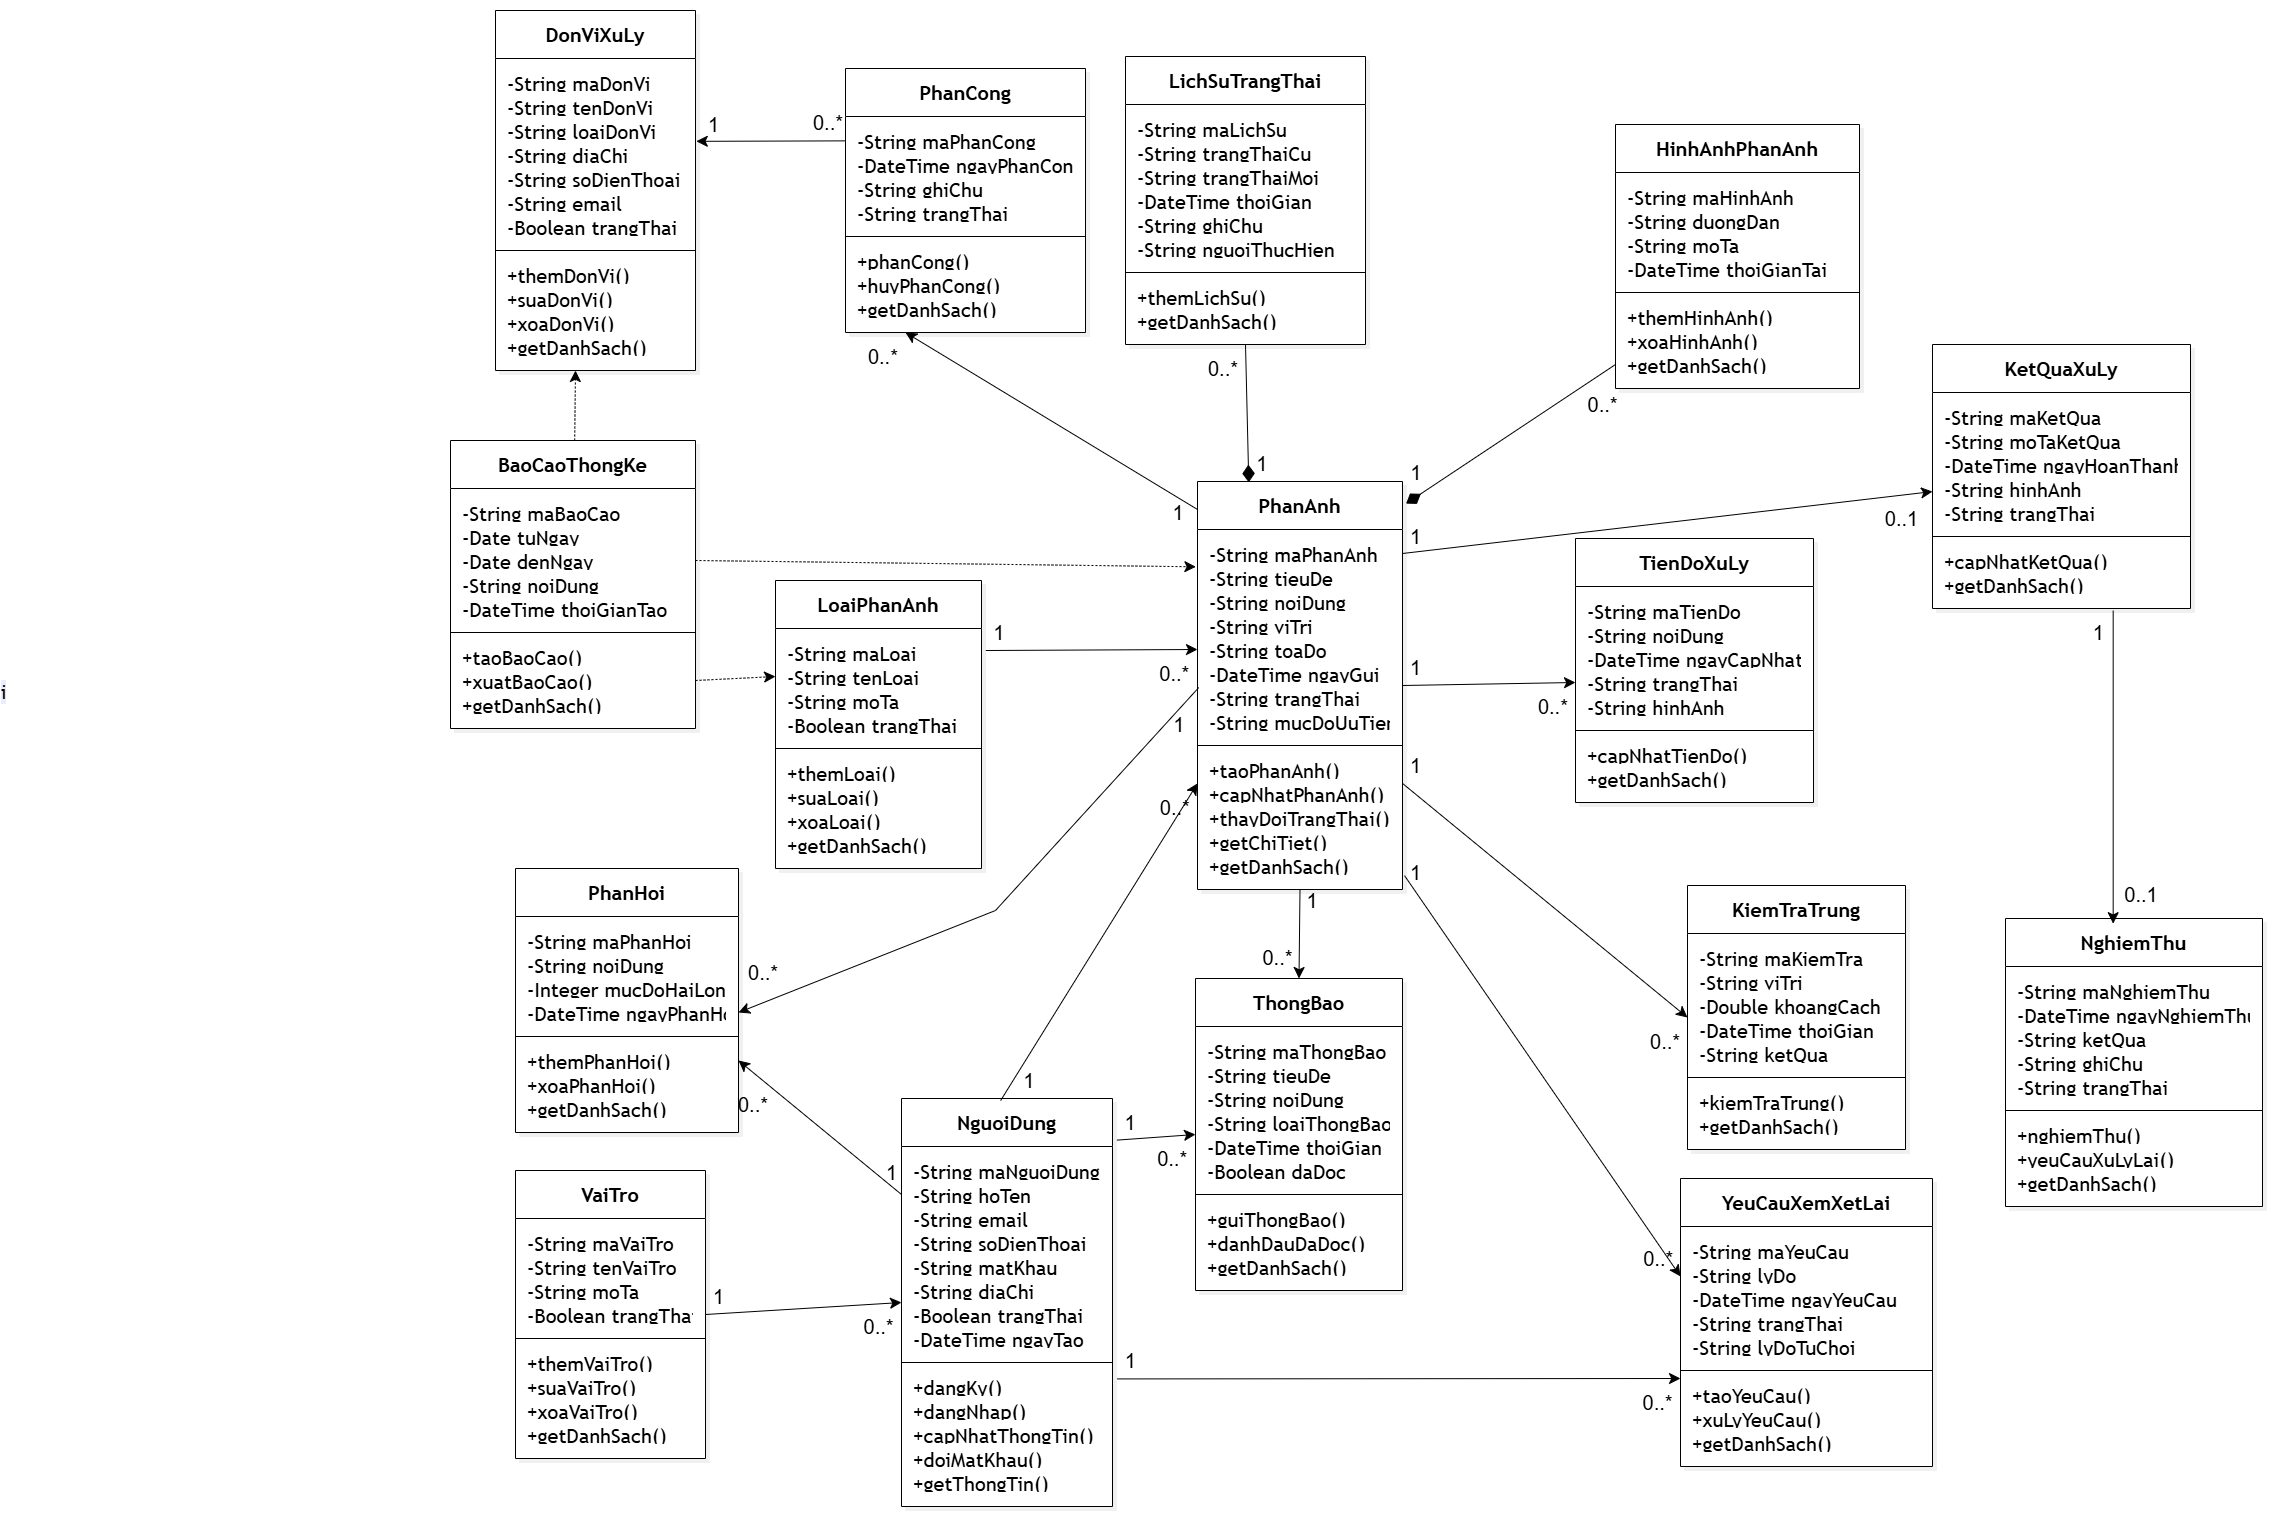 DonViXuLy
-String maDonVi
-String tenDonVi
-String loaiDonVi
-String diaChi
-String soDienThoai
-String email
-Boolean trangThai
+themDonVi()
+suaDonVi()
+xoaDonVi()
+getDanhSach()
1
0..*
PhanCong
-String maPhanCong
-DateTime ngayPhanCon
-String ghiChu
-String trangThai
+phanCong()
+huyPhanCong()
+getDanhSach()
0..*
1
LichSuTrangThai
-String maLichSu
-String trangThaiCu
-String trangThaiMoi
-DateTime thoiGian
-String ghiChu
-String nguoiThucHien
+themLichSu()
+getDanhSach()
0..*
1
HinhAnhPhanAnh
-String maHinhAnh
-String duongDan
-String moTa
-DateTime thoiGianTai
+themHinhAnh()
+xoaHinhAnh()
+getDanhSach()
0..*
1
KetQuaXuLy
-String maKetQua
-String moTaKetQua
-DateTime ngayHoanThanh
-String hinhAnh
-String trangThai
+capNhatKetQua()
+getDanhSach()
0..1
1
1
0..1
BaoCaoThongKe
-String maBaoCao
-Date tuNgay
-Date denNgay
-String noiDung
-DateTime thoiGianTao
+taoBaoCao()
+xuatBaoCao()
+getDanhSach()
i
LoaiPhanAnh
-String maLoai
-String tenLoai
-String moTa
-Boolean trangThai
+themLoai()
+suaLoai()
+xoaLoai()
+getDanhSach()
1
0..*
PhanAnh
-String maPhanAnh
-String tieuDe
-String noiDung
-String viTri
-String toaDo
-DateTime ngayGui
-String trangThai
-String mucDoUuTien
+taoPhanAnh()
+capNhatPhanAnh()
+thayDoiTrangThai()
+getChiTiet()
+getDanhSach()
1
0..*
1
0..*
1
1
1
0..*
TienDoXuLy
-String maTienDo
-String noiDung
-DateTime ngayCapNhat
-String trangThai
-String hinhAnh
+capNhatTienDo()
+getDanhSach()
PhanHoi
-String maPhanHoi
-String noiDung
-Integer mucDoHaiLon
-DateTime ngayPhanHo
+themPhanHoi()
+xoaPhanHoi()
+getDanhSach()
0..*
0..*
KiemTraTrung
-String maKiemTra
-String viTri
-Double khoangCach
-DateTime thoiGian
-String ketQua
+kiemTraTrung()
+getDanhSach()
0..*
NghiemThu
-String maNghiemThu
-DateTime ngayNghiemThu
-String ketQua
-String ghiChu
-String trangThai
+nghiemThu()
+yeuCauXuLyLai()
+getDanhSach()
ThongBao
-String maThongBao
-String tieuDe
-String noiDung
-String loaiThongBao
-DateTime thoiGian
-Boolean daDoc
+guiThongBao()
+danhDauDaDoc()
+getDanhSach()
1
1
1
0..*
NguoiDung
-String maNguoiDung
-String hoTen
-String email
-String soDienThoai
-String matKhau
-String diaChi
-Boolean trangThai
-DateTime ngayTao
+dangKy()
+dangNhap()
+capNhatThongTin()
+doiMatKhau()
+getThongTin()
VaiTro
-String maVaiTro
-String tenVaiTro
-String moTa
-Boolean trangThai
+themVaiTro()
+suaVaiTro()
+xoaVaiTro()
+getDanhSach()
1
0..*
1
0..*
0..*
YeuCauXemXetLai
-String maYeuCau
-String lyDo
-DateTime ngayYeuCau
-String trangThai
-String lyDoTuChoi
+taoYeuCau()
+xuLyYeuCau()
+getDanhSach()